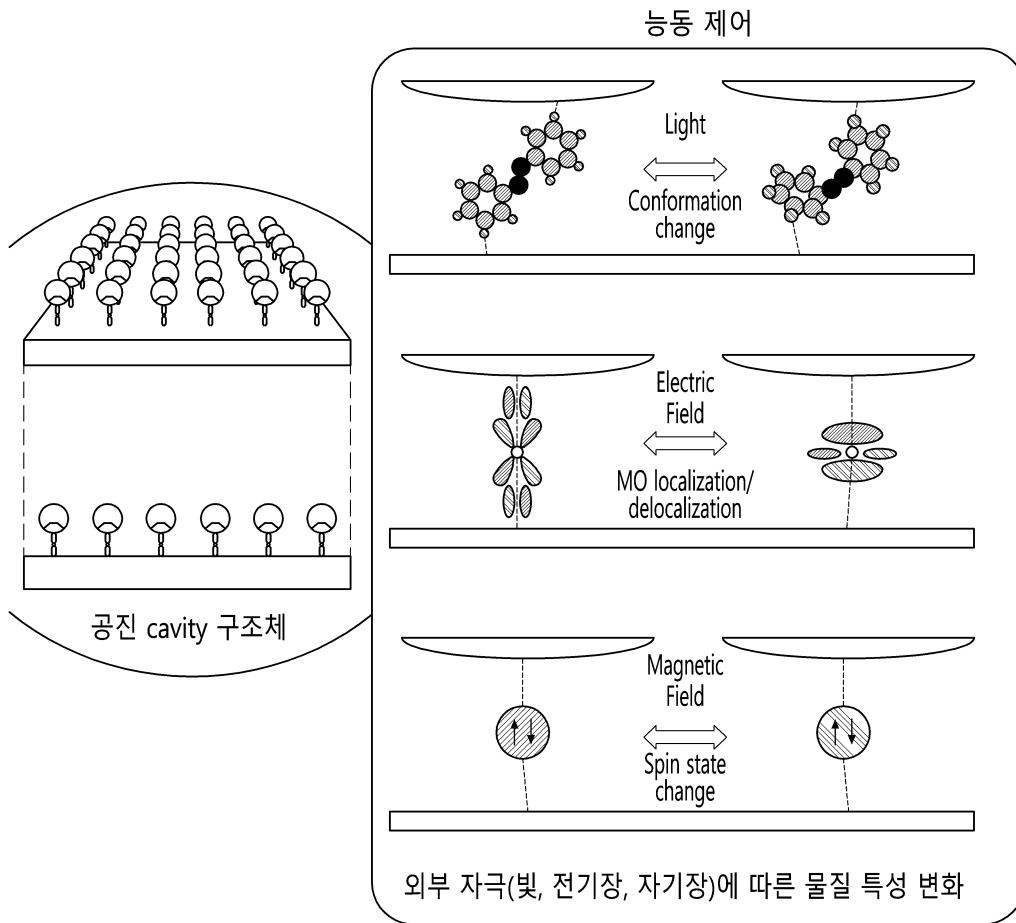 능동 제어
Light
Conformation
change
Electric
Field
MO localization/
delocalization
공진 cavity 구조체
Magnetic
Field
Spin state
change
외부 자극(빛, 전기장, 자기장)에 따른 물질 특성 변화